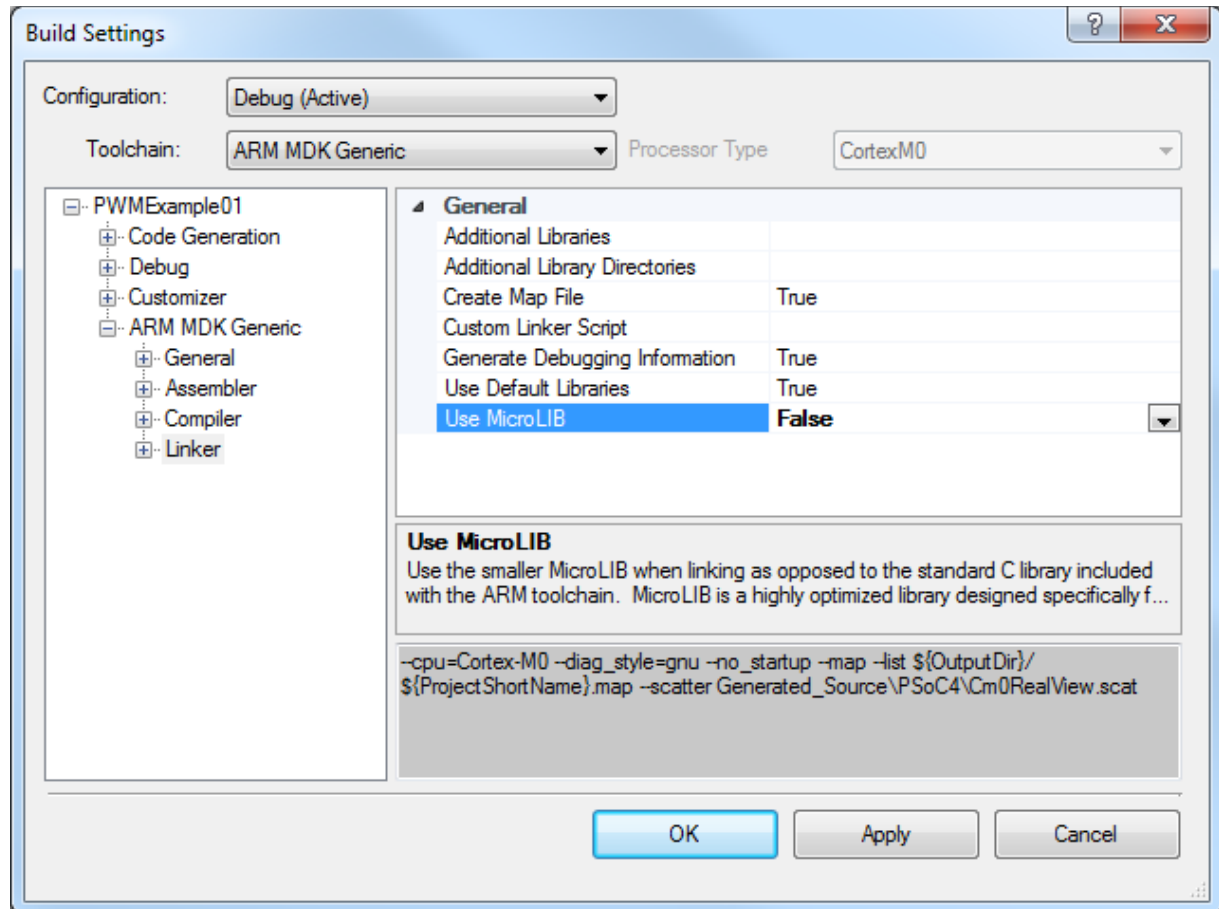 Build Settings
Configuration: Debug (Active)
Toolchain: ARM MDK Generic Processor Type CortexM0
PWMExample01
Code Generation
Debug
Customizer
ARM MDK Generic
General
Assembler
Compiler
Linker
General
Additional Libraries
Additional Library Directories
Create Map File True
Custom Linker Script
Generate Debugging Information True
Use Default Libraries True
Use MicroLIB False
Use MicroLIB
Use the smaller MicroLIB when linking as opposed to the standard C library included
with the ARM toolchain. MicroLIB is a highly optimized library designed specifically f...
--cpu=Cortex-M0 --diag_style=gnu --no_startup --map --list ${OutputDir}/
${ProjectShortName}.map --scatter Generated_Source\PSoC4\Cm0RealView.scat
OK Apply Cancel